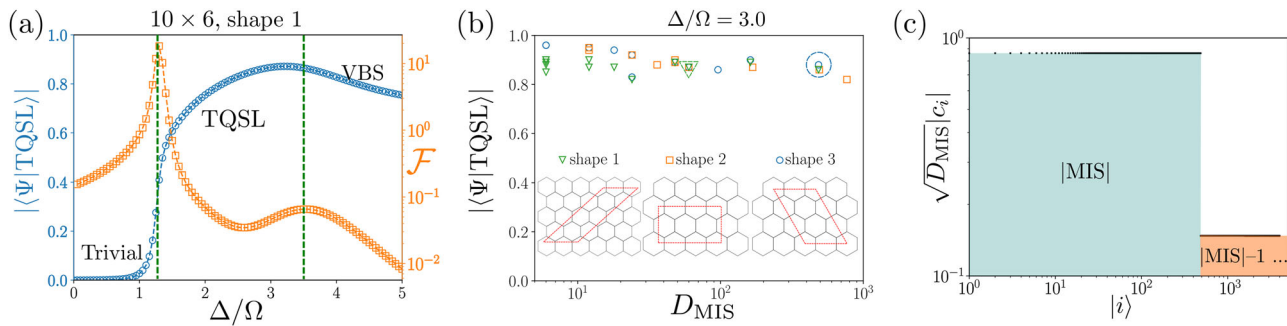 (a)
10 × 6, shape 1
|⟨Ψ|TQSL⟩|
1.0
0.8
0.6
0.4
0.2
0.0
VBS
TQSL
Trivial
10¹
10⁰
10⁻¹
10⁻²
ℱ
0 1 2 3 4 5
Δ/Ω
(b)
Δ/Ω = 3.0
|⟨Ψ|TQSL⟩|
1.0
0.8
0.6
0.4
0.2
0.0
shape 1 shape 2 shape 3
10¹ 10² 10³
D_MIS
(c)
√D_MIS|c_i|
10⁰
10⁻¹
|MIS|
|MIS|−1 ...
10⁰ 10¹ 10² 10³
|i⟩